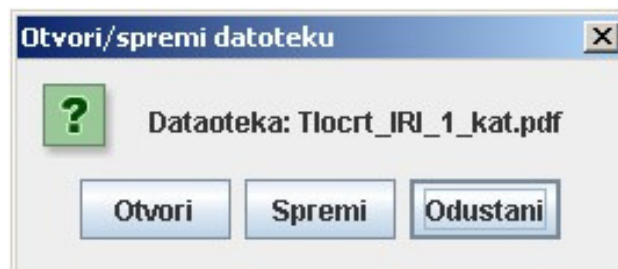 Otvori/spremi datoteku
?
Dataoteka: Tlocrt_IRI_1_kat.pdf
Otvori Spremi Odustani